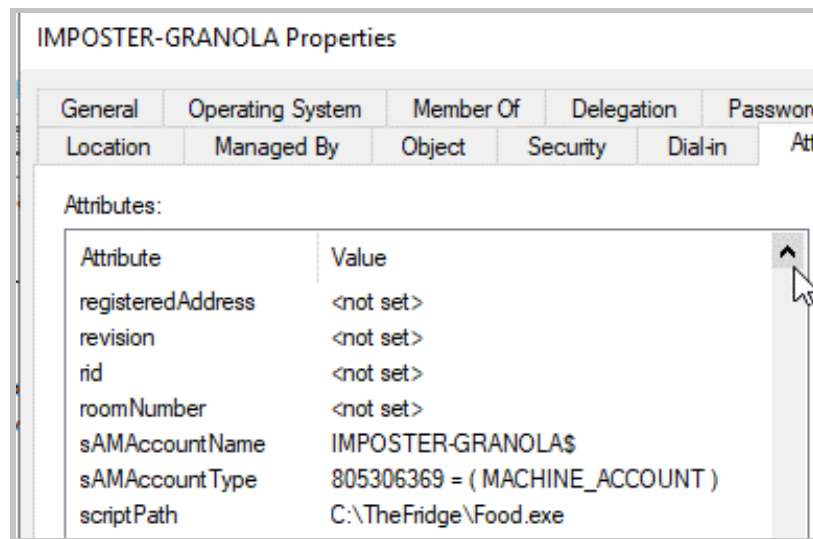 IMPOSTER-GRANOLA Properties
General Operating System Member Of Delegation
Location Managed By Object Security Dial-in
Attributes:
Attribute Value
registeredAddress <not set>
revision <not set>
rid <not set>
roomNumber <not set>
sAMAccountName IMPOSTER-GRANOLA$
sAMAccountType 805306369 = ( MACHINE_ACCOUNT )
scriptPath C:\TheFridge\Food.exe